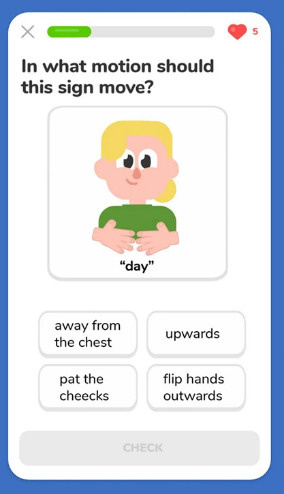 5
In what motion should
this sign move?
“day”
away from
the chest
upwards
pat the
cheecks
flip hands
outwards
CHECK